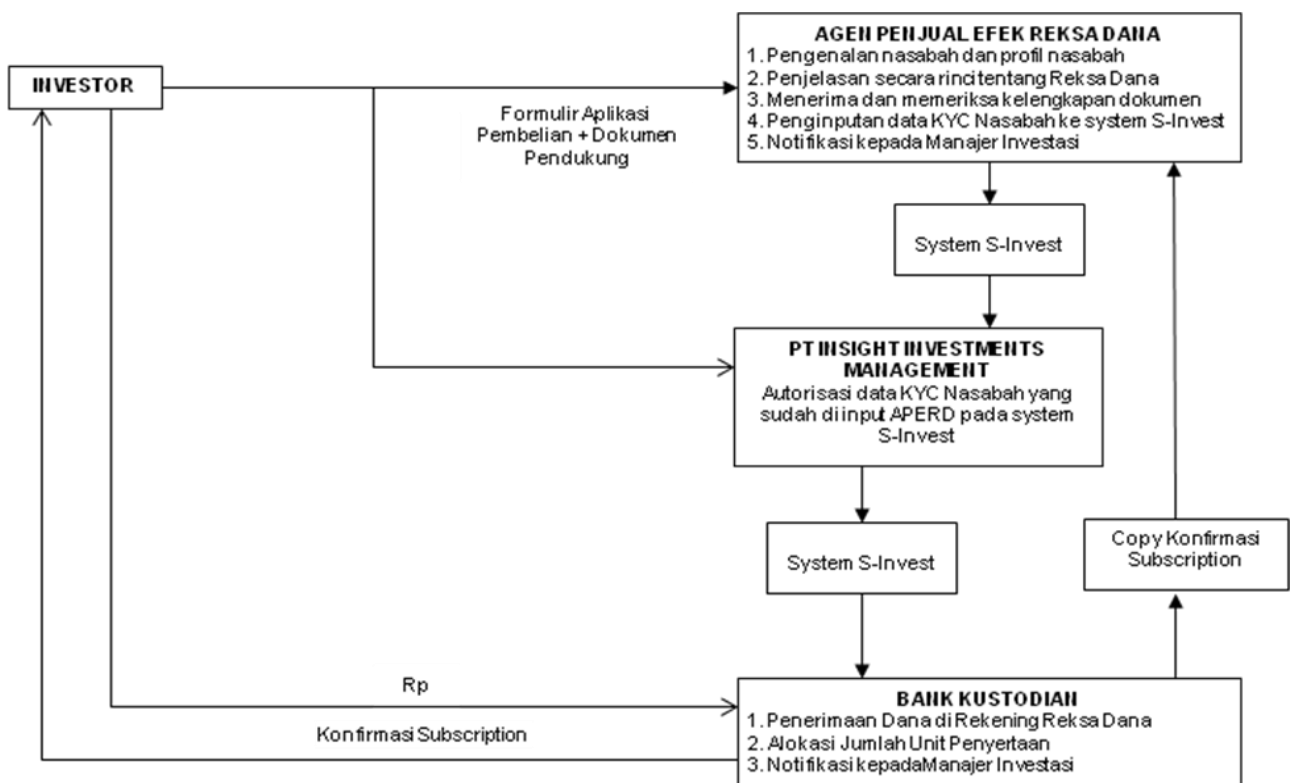 AGEN PENJUAL EFEK REKSA DANA
1. Pengenalan nasabah dan profil nasabah
2. Penjelasan secara rinci tentang Reksa Dana
3. Menerima dan memeriksa kelengkapan dokumen
4. Penginputan data KYC Nasabah ke system S-Invest
5. Notifikasi kepada Manajer Investasi
INVESTOR
Formulir Aplikasi
Pembelian + Dokumen
Pendukung
System S-Invest
PT INSIGHT INVESTMENTS
MANAGEMENT
Autorisasi data KYC Nasabah yang
sudah di input APERD pada system
S-Invest
System S-Invest
Copy Konfirmasi
Subscription
Rp
Konfirmasi Subscription
BANK KUSTODIAN
1. Penerimaan Dana di Rekening Reksa Dana
2. Alokasi Jumlah Unit Penyertaan
3. Notifikasi kepada Manajer Investasi